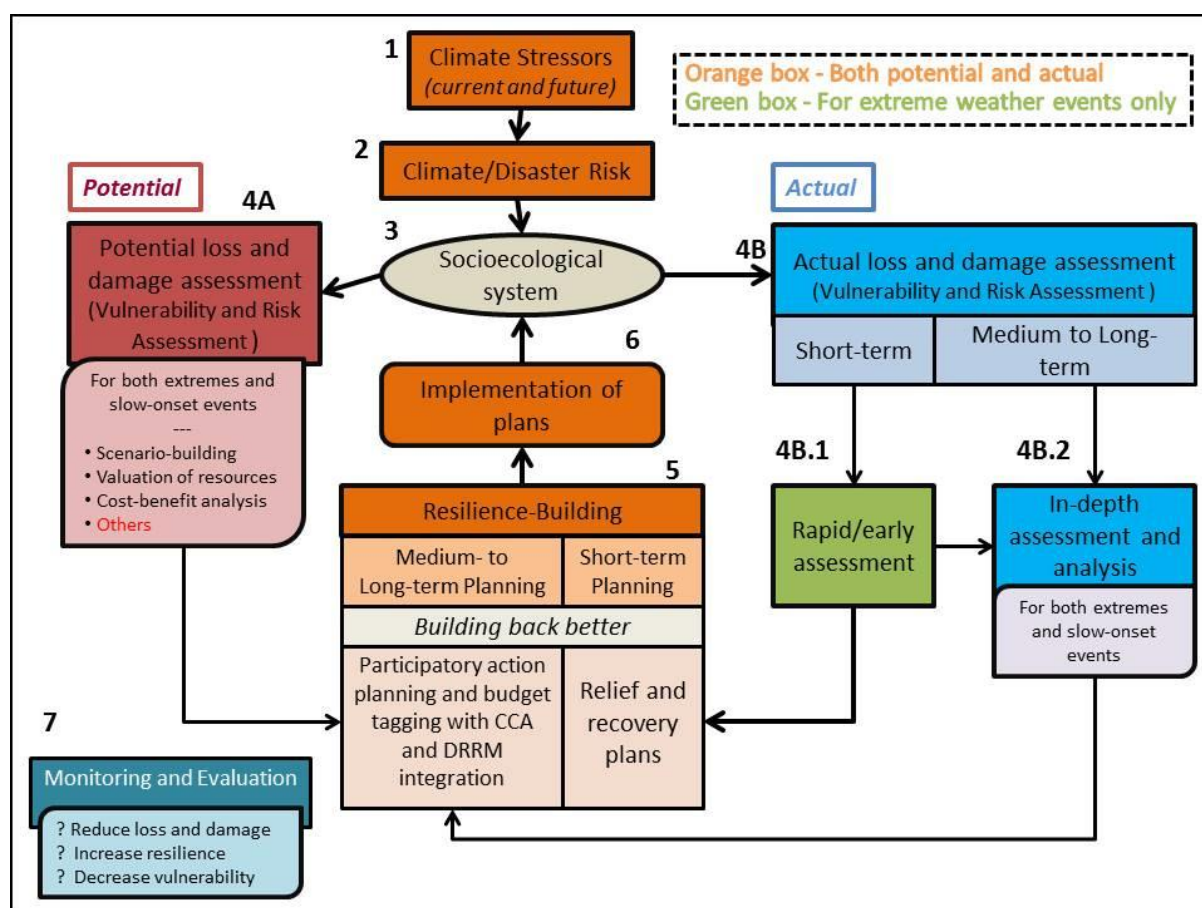 1
Climate Stressors
(current and future)
Orange box - Both potential and actual
Green box - For extreme weather events only
2
Climate/Disaster Risk
Potential
Actual
4A
Potential loss and
damage assessment
(Vulnerability and Risk
Assessment )
3
Socioecological
system
4B
Actual loss and damage assessment
(Vulnerability and Risk Assessment )
Short-term
Medium to Long-
term
For both extremes and
slow-onset events
---
• Scenario-building
• Valuation of resources
• Cost-benefit analysis
• Others
6
Implementation of
plans
4B.1
Rapid/early
assessment
4B.2
In-depth
assessment and
analysis
For both extremes
and slow-onset
events
5
Resilience-Building
Medium- to
Long-term Planning
Short-term
Planning
Building back better
Participatory action
planning and budget
tagging with CCA
and DRRM
integration
Relief and
recovery
plans
7
Monitoring and Evaluation
? Reduce loss and damage
? Increase resilience
? Decrease vulnerability